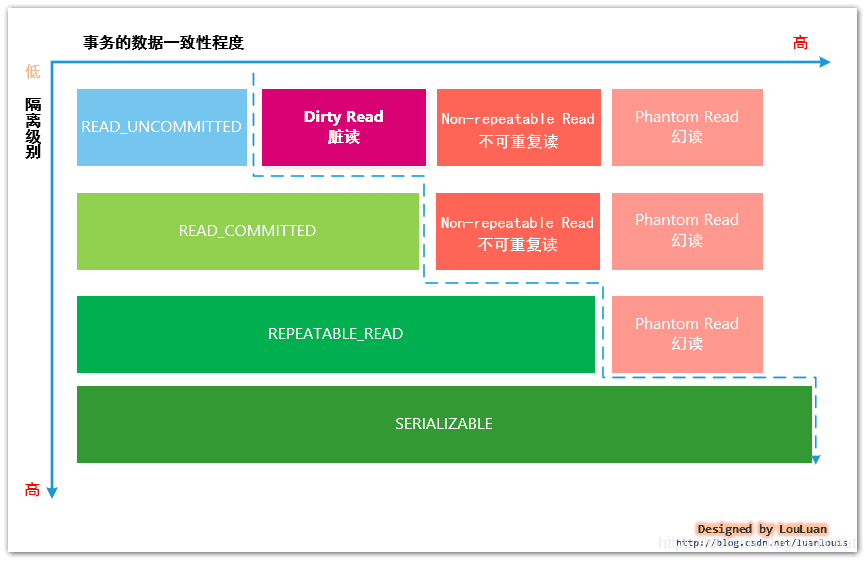 事务的数据一致性程度
高
低
隔离级别
READ_UNCOMMITTED
Dirty Read
脏读
Non-repeatable Read
不可重复读
Phantom Read
幻读
READ_COMMITTED
Non-repeatable Read
不可重复读
Phantom Read
幻读
REPEATABLE_READ
Phantom Read
幻读
SERIALIZABLE
高
Designed by LouLuan
http://blog.csdn.net/luanlouis